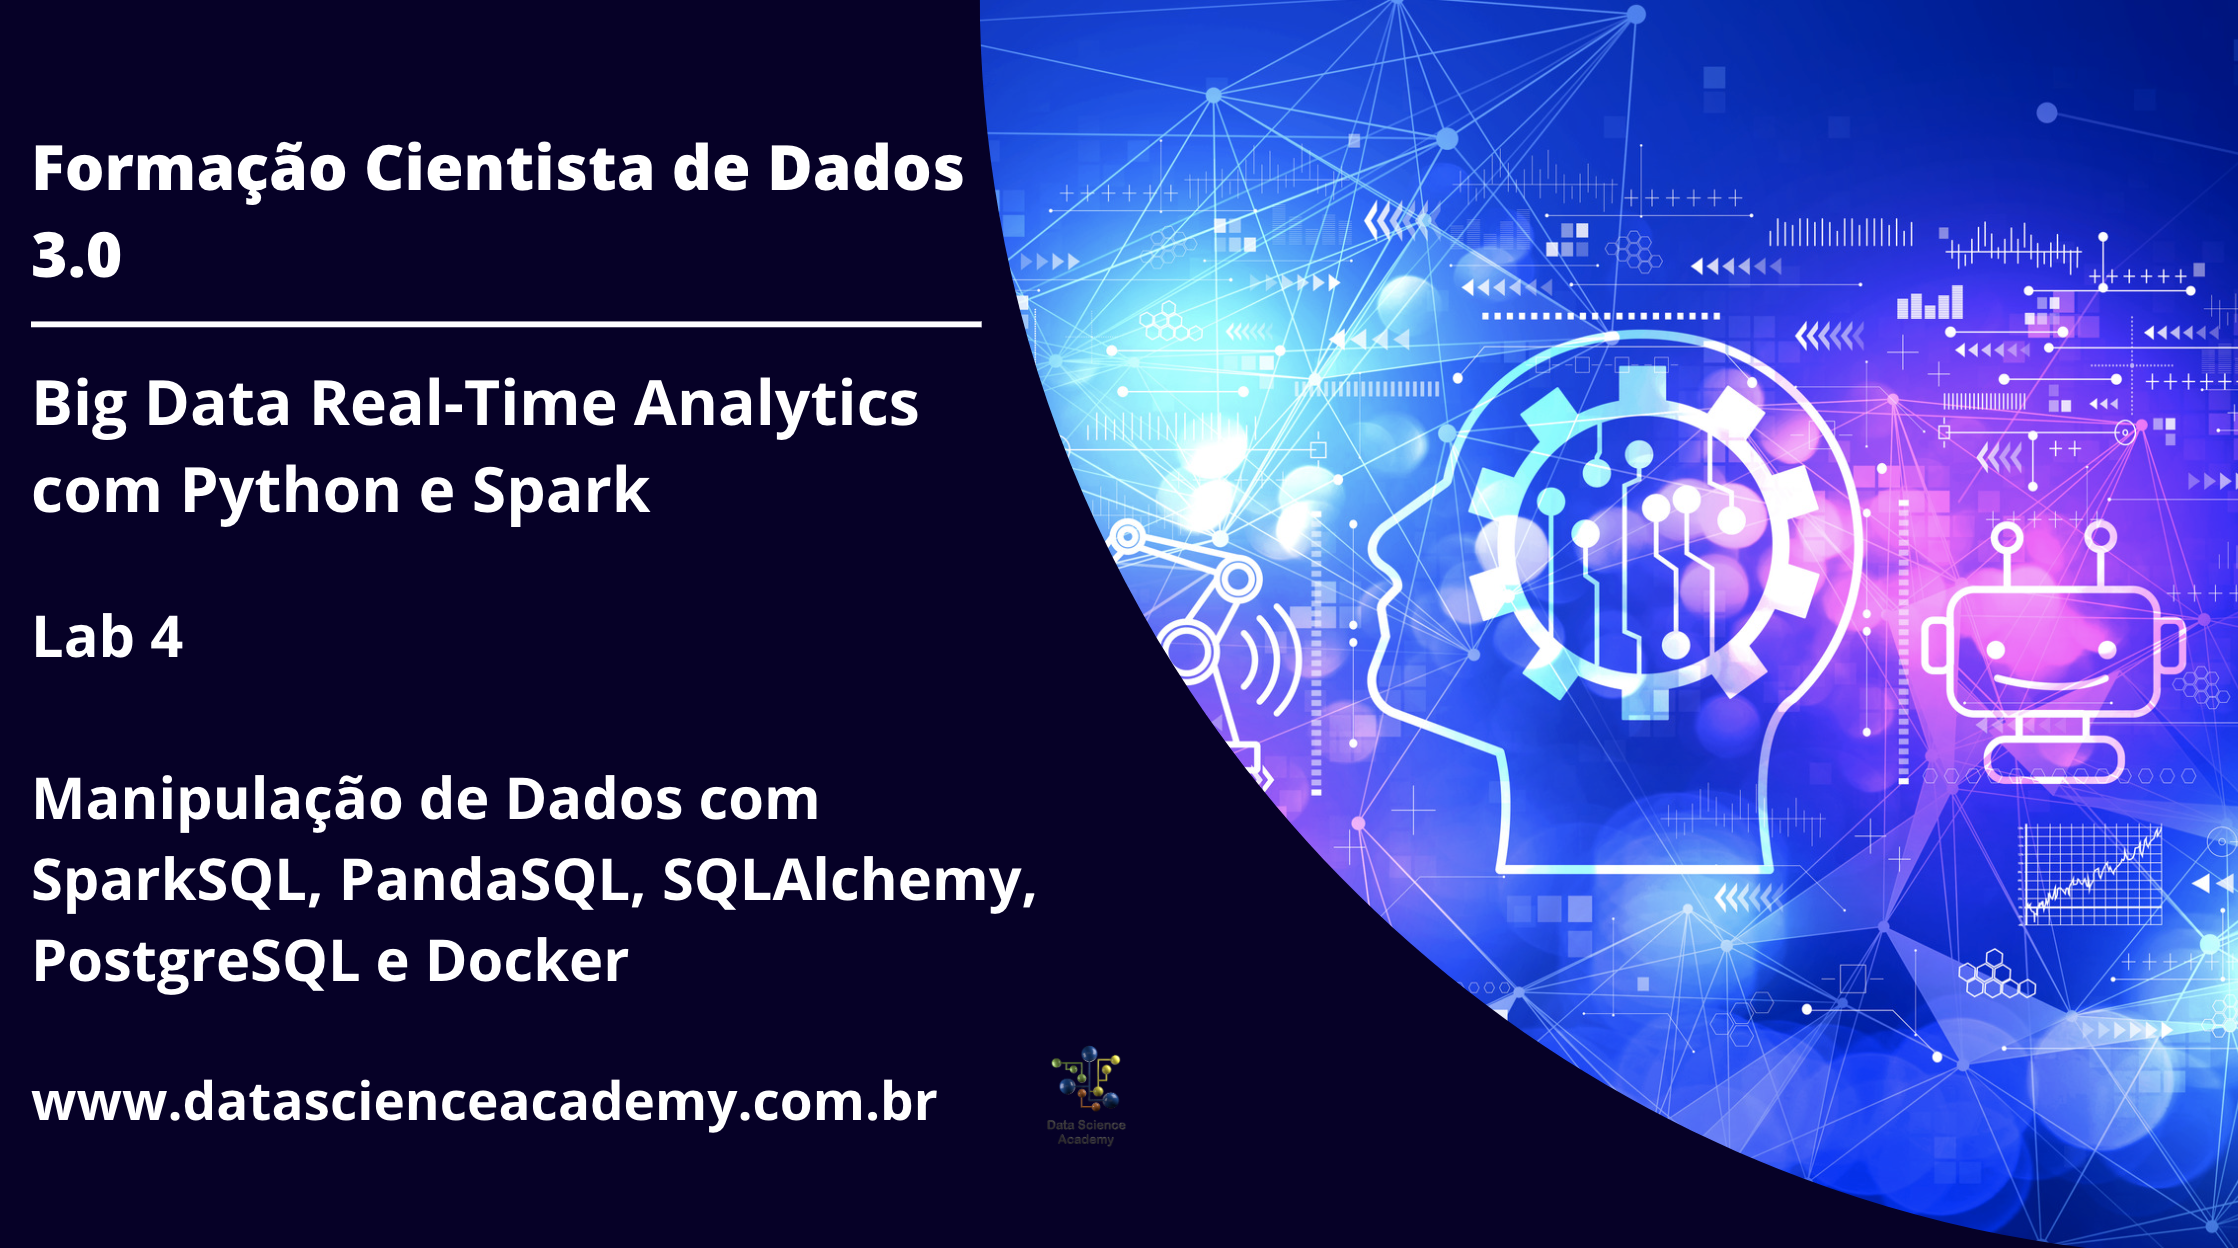 Formação Cientista de Dados
3.0
Big Data Real-Time Analytics
com Python e Spark
Lab 4
Manipulação de Dados com
SparkSQL, PandaSQL, SQLAlchemy,
PostgreSQL e Docker
www.datascienceacademy.com.br
Data Science
Academy